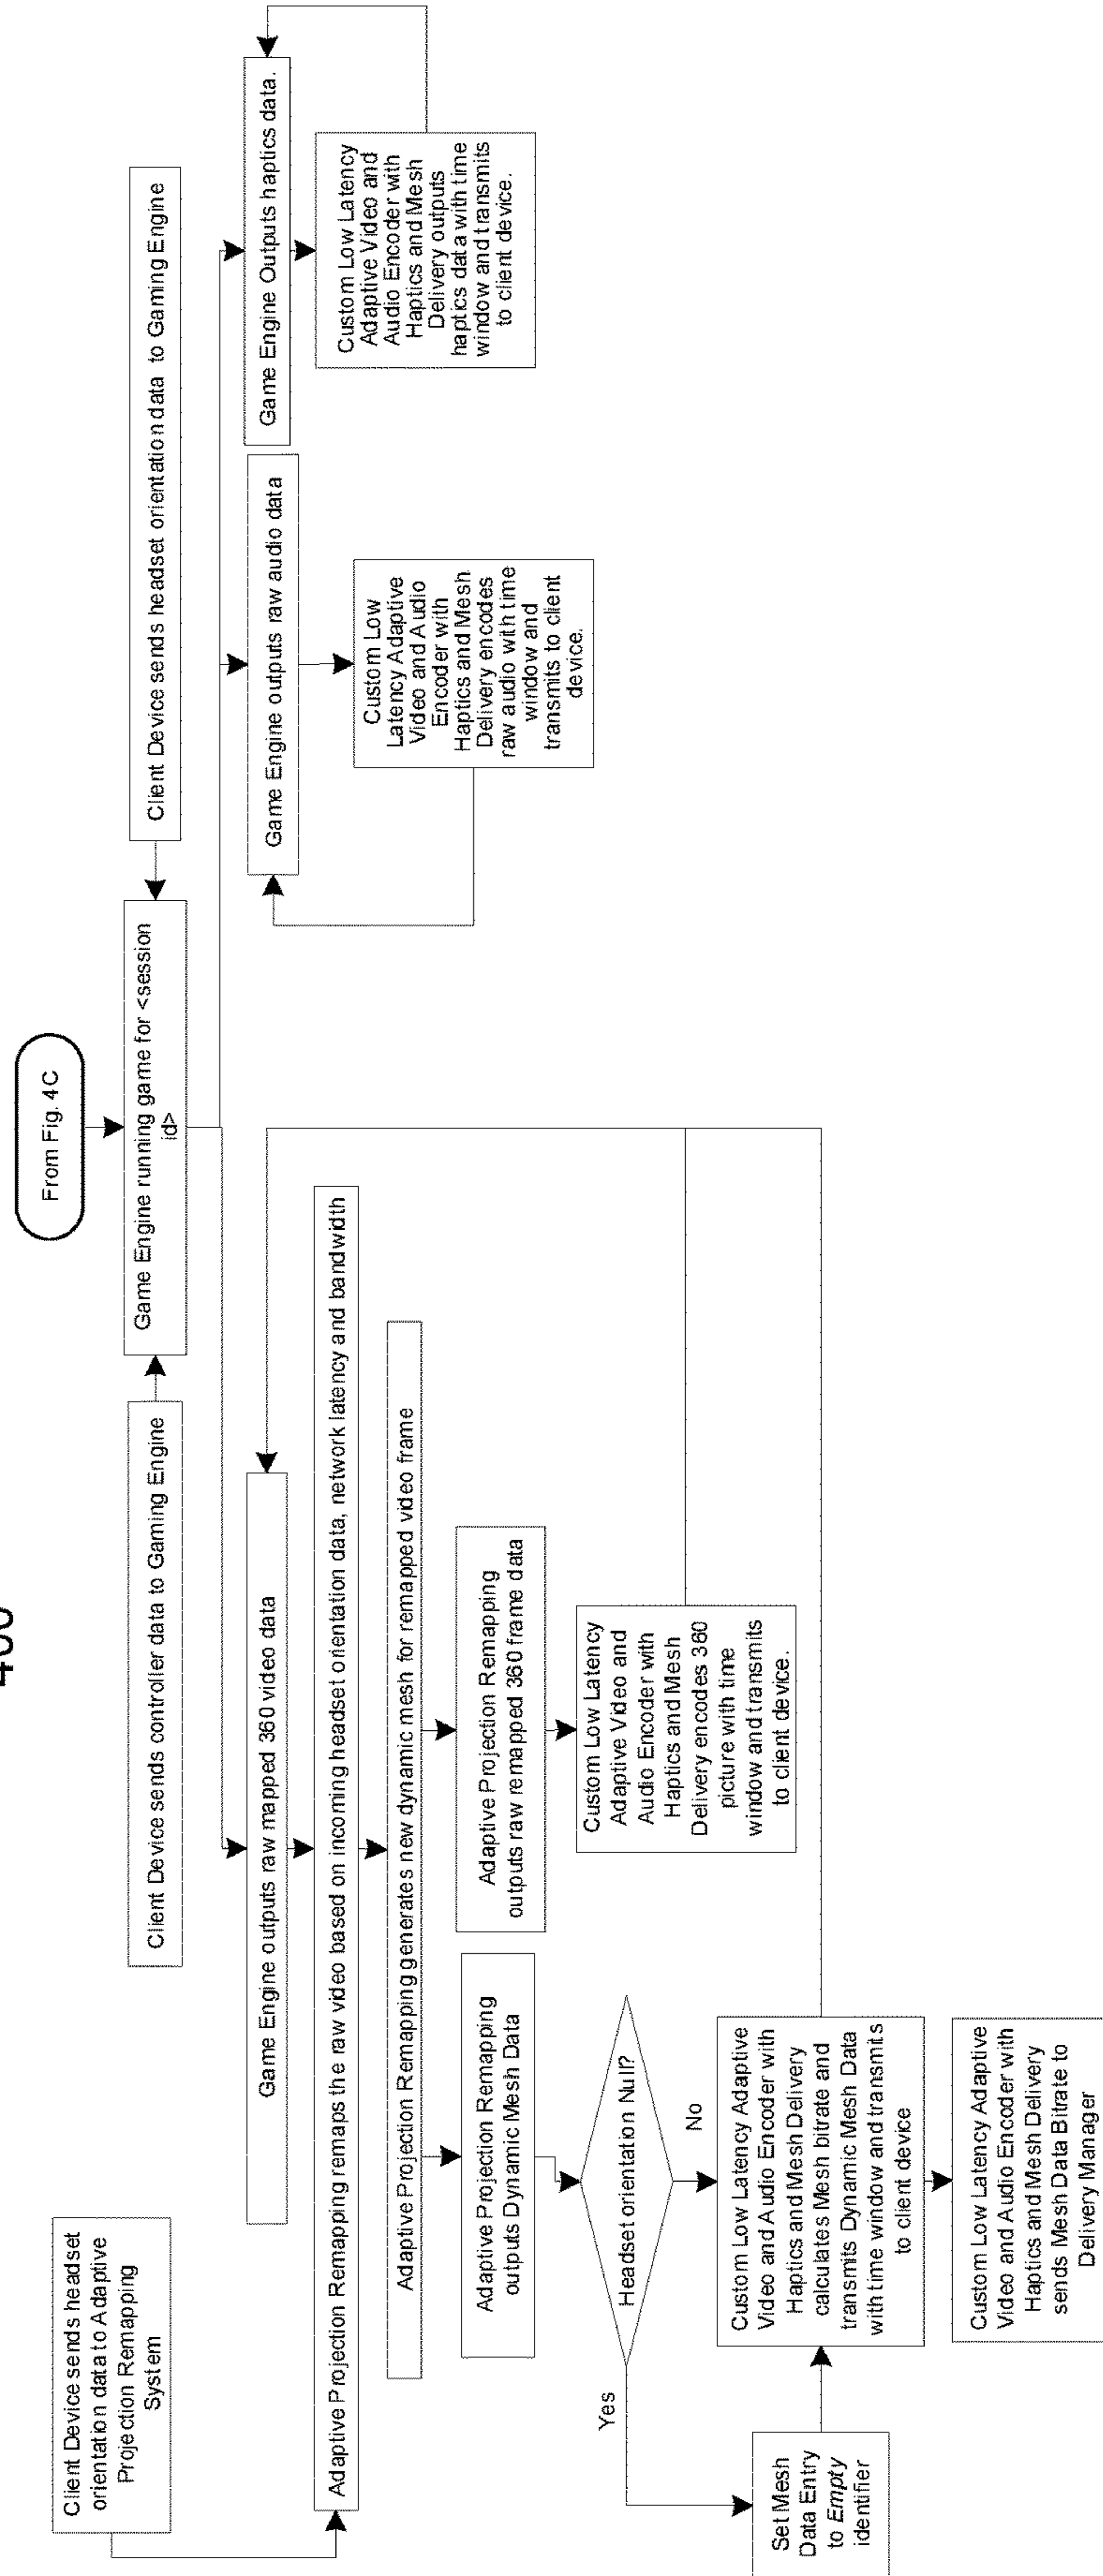 400
From Fig. 4C
Client Device sends headset
orientation data to Adaptive
Projection Remapping
System
Client Device sends controller data to Gaming Engine
Game Engine running game for <session
id>
Client Device sends headset orientation data to Gaming Engine
Game Engine outputs raw mapped 360 video data
Game Engine outputs raw audio data
Game Engine Outputs haptics data.
Adaptive Projection Remapping remaps the raw video based on incoming headset orientation data, network latency and bandwidth
Adaptive Projection Remapping generates new dynamic mesh for remapped video frame
Adaptive Projection Remapping
outputs Dynamic Mesh Data
Adaptive Projection Remapping
outputs raw remapped 360 frame data
Custom Low
Latency Adaptive
Video and Audio
Encoder with
Haptics and Mesh
Delivery encodes
raw audio with time
window and
transmits to client
device.
Custom Low Latency
Adaptive Video and
Audio Encoder with
Haptics and Mesh
Delivery outputs
haptics data with time
window and transmits
to client device.
Headset orientation Null?
Custom Low Latency
Adaptive Video and
Audio Encoder with
Haptics and Mesh
Delivery encodes 360
picture with time
window and transmits
to client device.
Yes
No
Set Mesh
Data Entry
to Empty
identifier
Custom Low Latency Adaptive
Video and Audio Encoder with
Haptics and Mesh Delivery
calculates Mesh bitrate and
transmits Dynamic Mesh Data
with time window and transmits
to client device
Custom Low Latency Adaptive
Video and Audio Encoder with
Haptics and Mesh Delivery
sends Mesh Data Bitrate to
Delivery Manager